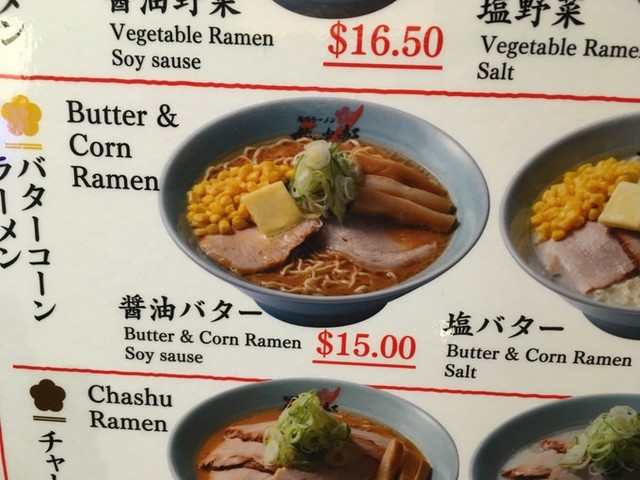 醤油野菜
Vegetable Ramen
Soy sause
$16.50
塩野菜
Vegetable Ramen
Salt
Butter &
Corn
Ramen
バターコーン
ラーメン
醤油バター
Butter & Corn Ramen
Soy sause
$15.00
塩バター
Butter & Corn Ramen
Salt
Chashu
Ramen
チャー